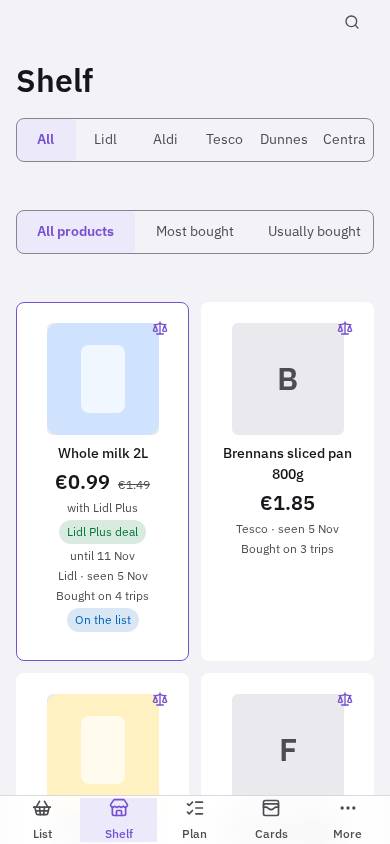 Shelf
All Lidl Aldi Tesco Dunnes Centra
All products Most bought Usually bought
Whole milk 2L
€0.99 €1.49
with Lidl Plus
Lidl Plus deal
until 11 Nov
Lidl · seen 5 Nov
Bought on 4 trips
On the list
B
Brennans sliced pan
800g
€1.85
Tesco · seen 5 Nov
Bought on 3 trips
F
List Shelf Plan Cards More